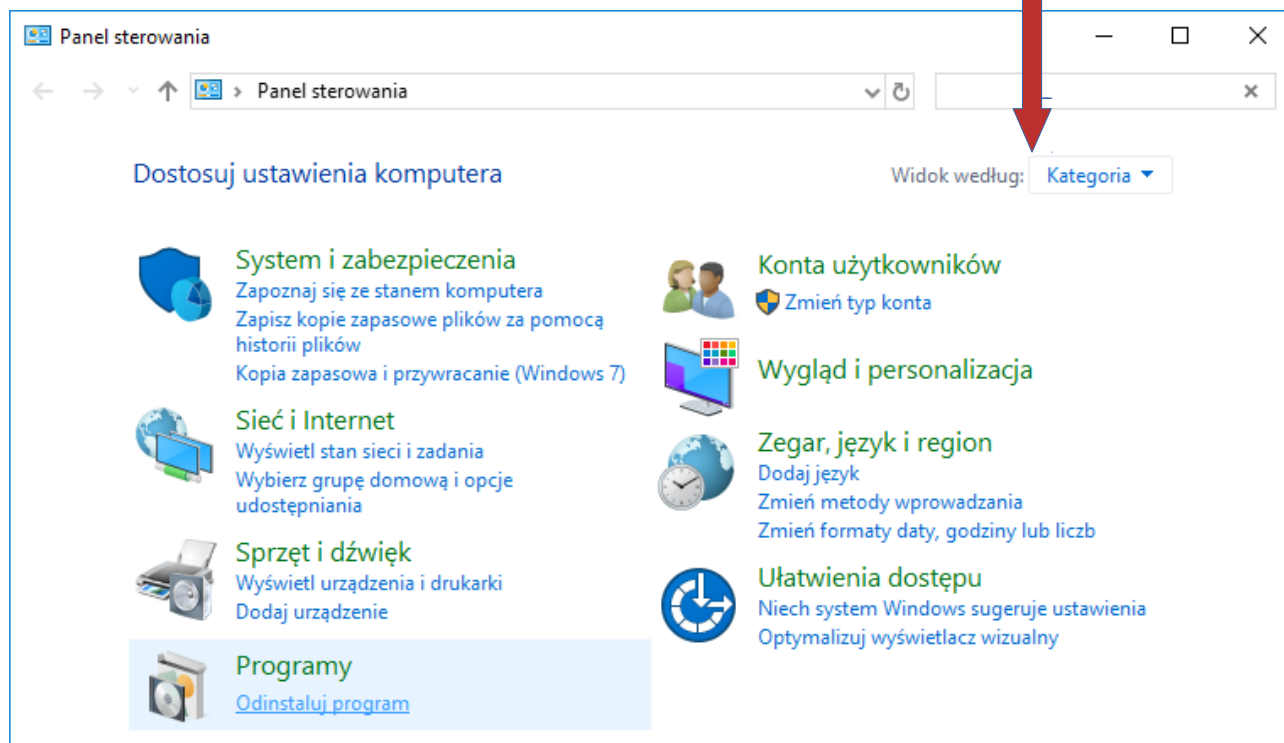 Panel sterowania
Panel sterowania
Dostosuj ustawienia komputera
Widok według: Kategoria
System i zabezpieczenia
Zapoznaj się ze stanem komputera
Zapisz kopie zapasowe plików za pomocą
historii plików
Kopia zapasowa i przywracanie (Windows 7)
Sieć i Internet
Wyświetl stan sieci i zadania
Wybierz grupę domową i opcje
udostępniania
Sprzęt i dźwięk
Wyświetl urządzenia i drukarki
Dodaj urządzenie
Programy
Odinstaluj program
Konta użytkowników
Zmień typ konta
Wygląd i personalizacja
Zegar, język i region
Dodaj język
Zmień metody wprowadzania
Zmień formaty daty, godziny lub liczb
Ułatwienia dostępu
Niech system Windows sugeruje ustawienia
Optymalizuj wyświetlacz wizualny